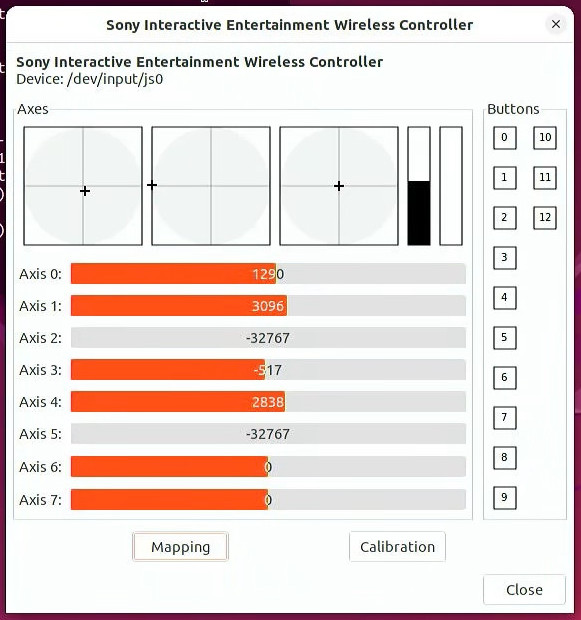 Sony Interactive Entertainment Wireless Controller
Sony Interactive Entertainment Wireless Controller
Device: /dev/input/js0
Axes
Buttons
0 10
1 11
2 12
3
4
5
6
7
8
9
Axis 0: 1290
Axis 1: 3096
Axis 2: -32767
Axis 3: -517
Axis 4: 2838
Axis 5: -32767
Axis 6: 0
Axis 7: 0
Mapping
Calibration
Close